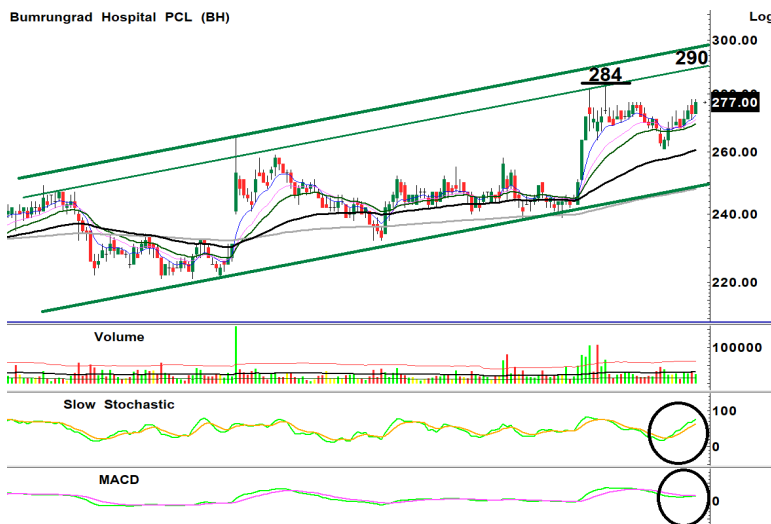 Bumrungrad Hospital PCL (BH)
Log
300.00
290
284
277.00
260.00
240.00
220.00
Volume
100000
Slow Stochastic
100
0
MACD
0